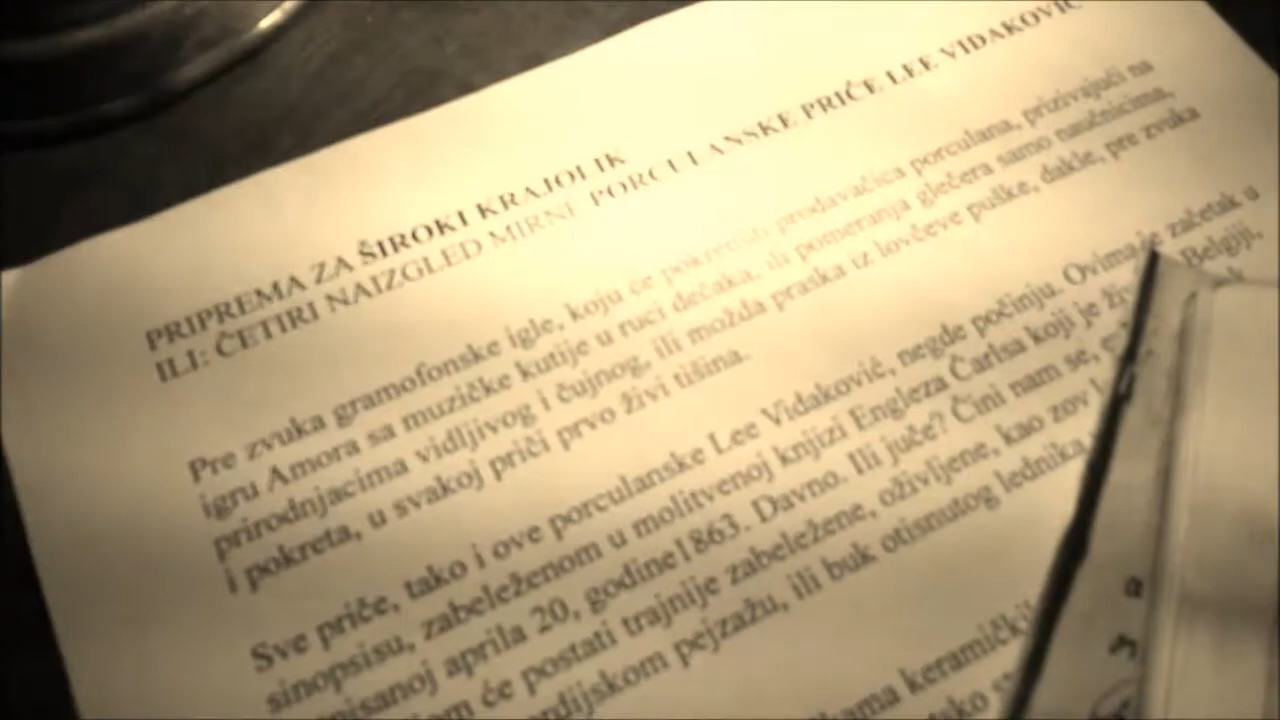 PRIPREMA ZA ŠIROKI KRAJOLIK
ILI: ČETIRI NAIZGLED MIRNE PORCULANSKE PRIČE LEE VIDAKOVIĆ
Pre zvuka gramofonske igle, koju će pokrenuti prodavačica porculana, prizivajući na
igru Amora sa muzičke kutije u ruci dečaka, ili pomeranja glečera samo naučnicima,
prirodnjacima vidljivog i čujnog, ili možda praska iz lovčeve puške, dakle, pre zvuka
i pokreta, u svakoj priči prvo živi tišina.
Sve priče, tako i ove porculanske Lee Vidaković, negde počinju. Ovima je začetak u
sinopsisu, zabeleženom u molitvenoj knjizi Engleza Čarlsa koji je Belgiji,
aprila 20, godine1863. Davno. Ili juče? Čini nam se,
će postati trajnije zabeležene, oživljene, kao zov
pejzažu, ili buk otisnutog lednika